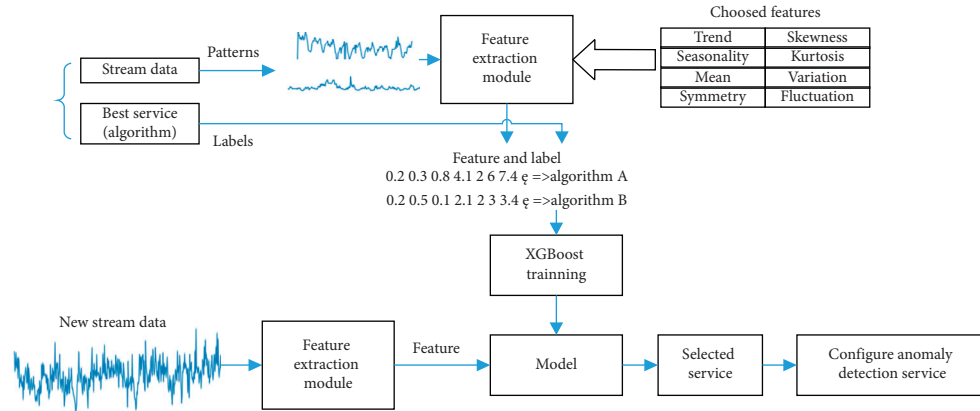 Choosed features
Trend Skewness
Seasonality Kurtosis
Mean Variation
Symmetry Fluctuation
Feature
extraction
module
Patterns
Stream data
Best service
(algorithm)
Labels
Feature and label
0.2 0.3 0.8 4.1 2 6 7.4 ę =>algorithm A
0.2 0.5 0.1 2.1 2 3 3.4 ę =>algorithm B
XGBoost
trainning
New stream data
Feature
extraction
module
Feature
Model
Selected
service
Configure anomaly
detection service